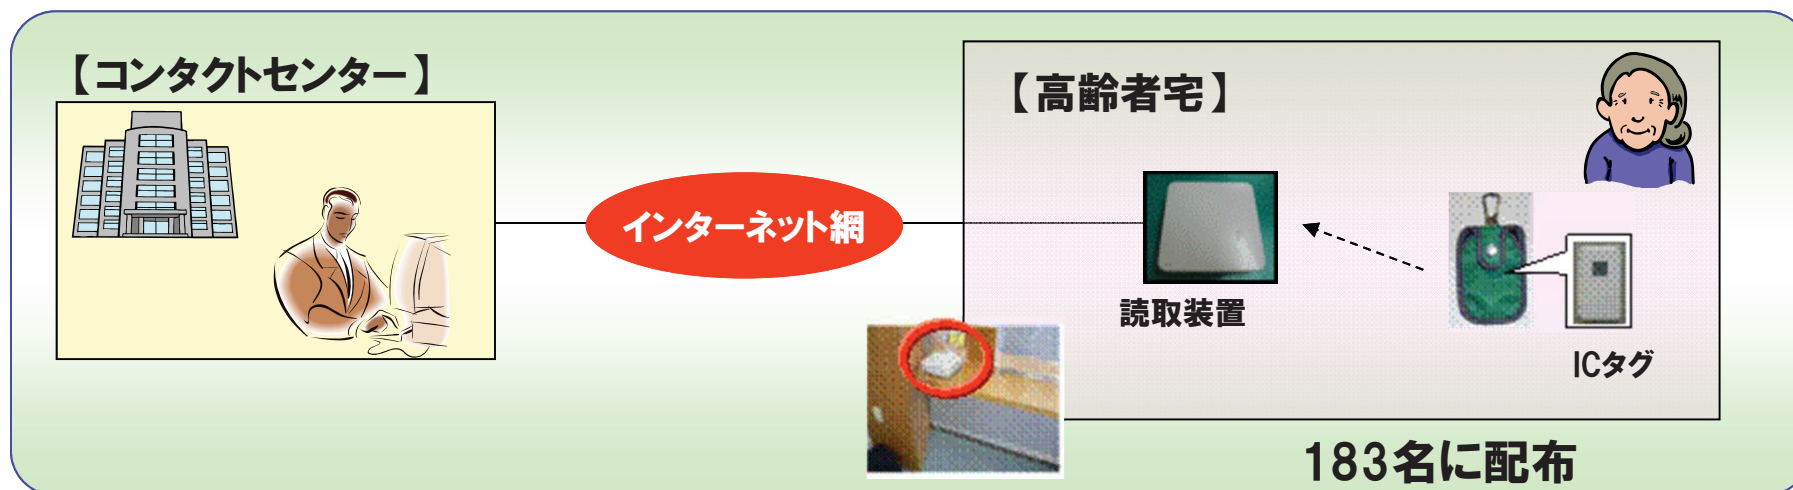 【コンタクトセンター】
【高齢者宅】
インターネット網
読取装置
ICタグ
183名に配布